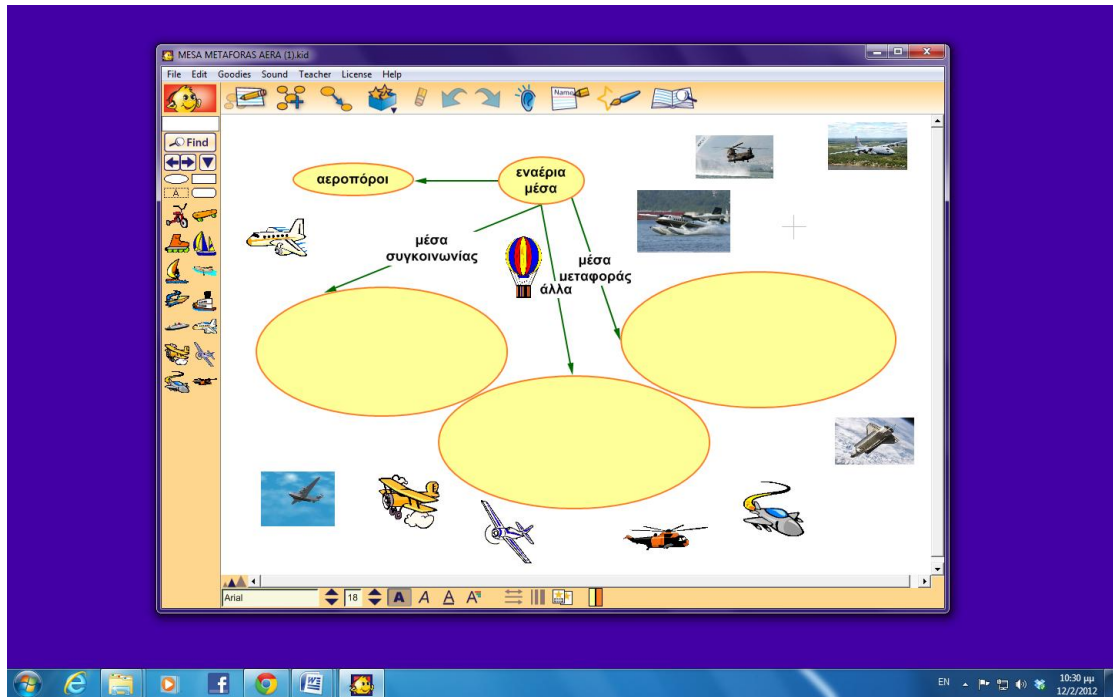 MESA METAFORAS AERA (1).kid
File Edit Goodies Sound Teacher License Help
Name
Find
A
αεροπόροι
εναέρια
μέσα
μέσα
συγκοινωνίας
άλλα
μέσα
μεταφοράς
Arial 18 A A A A
EN 10:30 μμ
12/2/2012